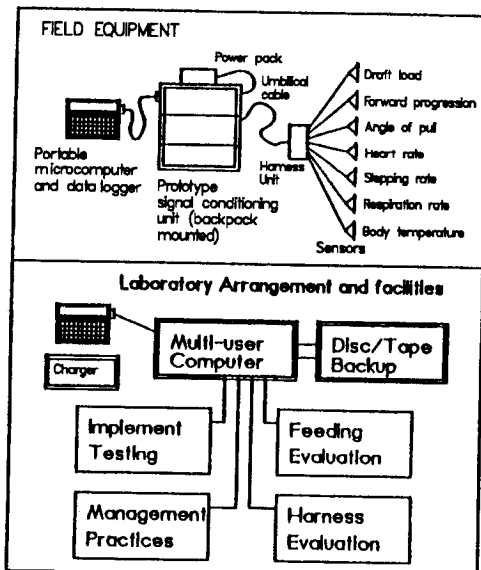 FIELD EQUIPMENT
Power pack
Umbilical
cable
Portable
microcomputer
and data logger
Prototype
signal conditioning
unit (backpack
mounted)
Harness
Unit
Draft load
Forward progression
Angle of pull
Heart rate
Stepping rate
Respiration rate
Body temperature
Sensors
Laboratory Arrangement and facilities
Charger
Multi-user
Computer
Disc/Tape
Backup
Implement
Testing
Feeding
Evaluation
Management
Practices
Harness
Evaluation